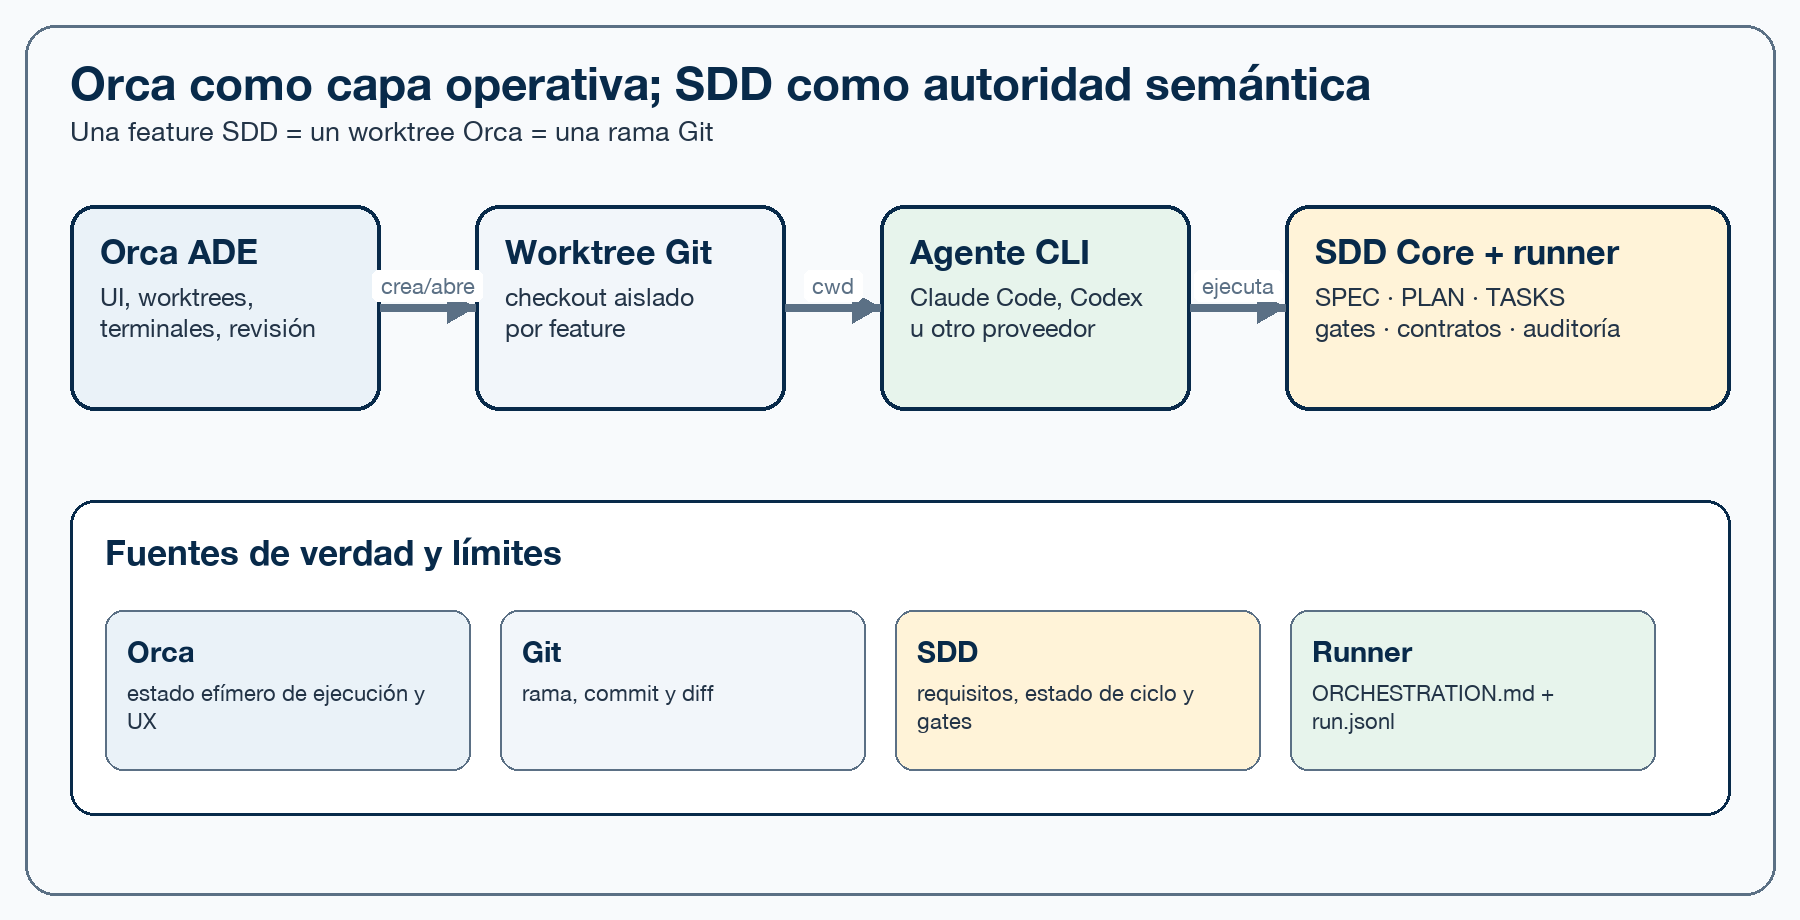 Orca como capa operativa; SDD como autoridad semántica
Una feature SDD = un worktree Orca = una rama Git
Orca ADE
UI, worktrees,
terminales, revisión
crea/abre
Worktree Git
checkout aislado
por feature
cwd
Agente CLI
Claude Code, Codex
u otro proveedor
ejecuta
SDD Core + runner
SPEC · PLAN · TASKS
gates · contratos · auditoría
Fuentes de verdad y límites
Orca
estado efímero de ejecución y
UX
Git
rama, commit y diff
SDD
requisitos, estado de ciclo y
gates
Runner
ORCHESTRATION.md +
run.jsonl